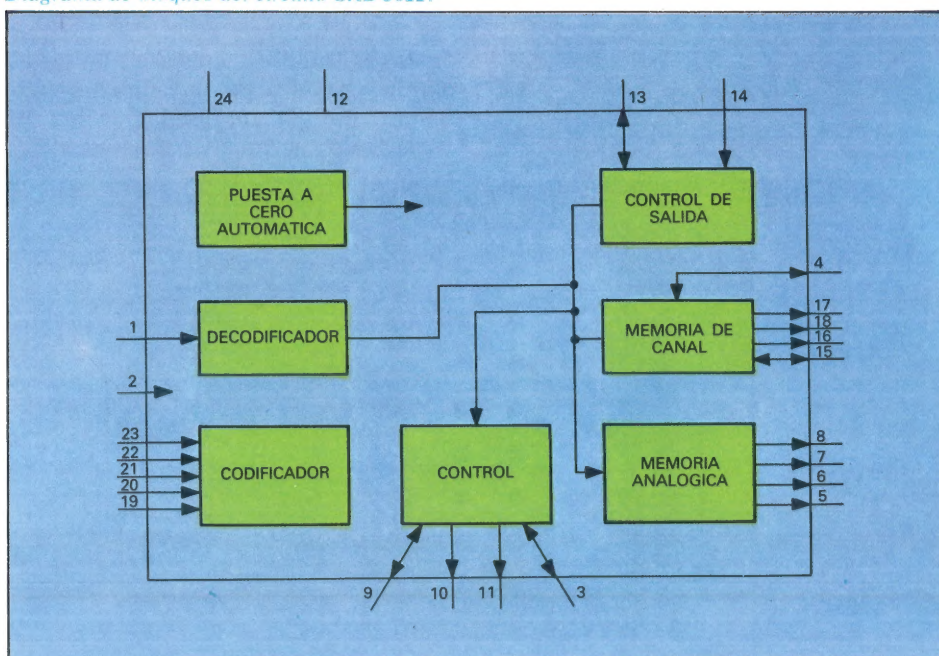 24
12
13
14
PUESTA A
CERO
AUTOMATICA
CONTROL DE
SALIDA
4
1
DECODIFICADOR
MEMORIA DE
CANAL
17
18
16
15
2
23
22
21
20
19
CODIFICADOR
CONTROL
MEMORIA
ANALOGICA
8
7
6
5
9
10
11
3